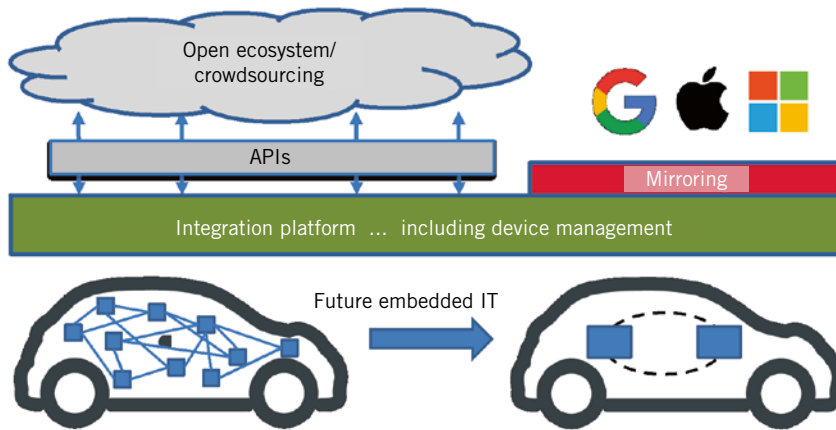 Open ecosystem/
crowdsourcing
APIs
Mirroring
Integration platform ... including device management
Future embedded IT